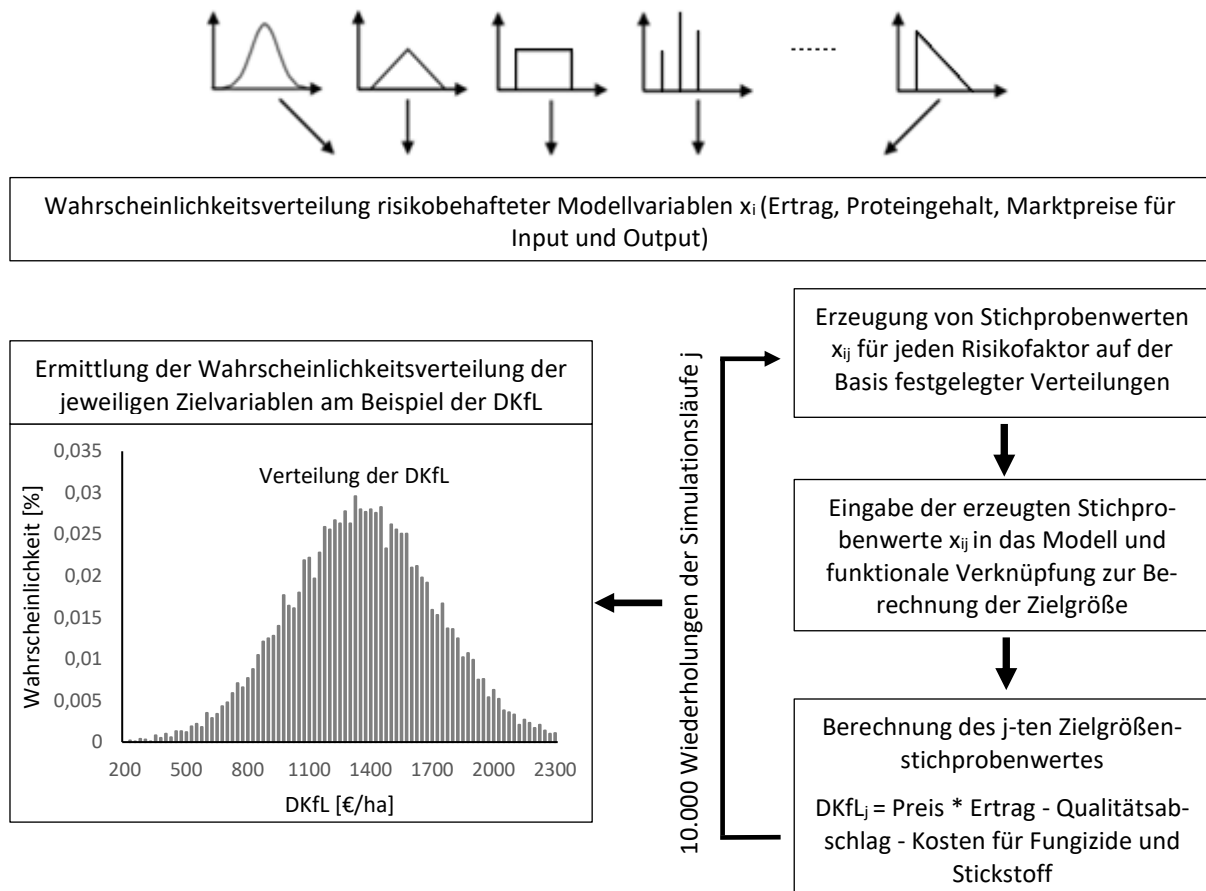 Wahrscheinlichkeitsverteilung risikobehafteter Modellvariablen xi (Ertrag, Proteingehalt, Marktpreise für
Input und Output)
Ermittlung der Wahrscheinlichkeitsverteilung der
jeweiligen Zielvariablen am Beispiel der DKfL
Verteilung der DKfL
Wahrscheinlichkeit [%]
0,035
0,03
0,025
0,02
0,015
0,01
0,005
0
200 500 800 1100 1400 1700 2000 2300
DKfL [€/ha]
10.000 Wiederholungen der Simulationsläufe j
Erzeugung von Stichprobenwerten
xij für jeden Risikofaktor auf der
Basis festgelegter Verteilungen
Eingabe der erzeugten Stichpro-
benwerte xij in das Modell und
funktionale Verknüpfung zur Be-
rechnung der Zielgröße
Berechnung des j-ten Zielgrößen-
stichprobenwertes
DKfLj = Preis * Ertrag - Qualitätsab-
schlag - Kosten für Fungizide und
Stickstoff